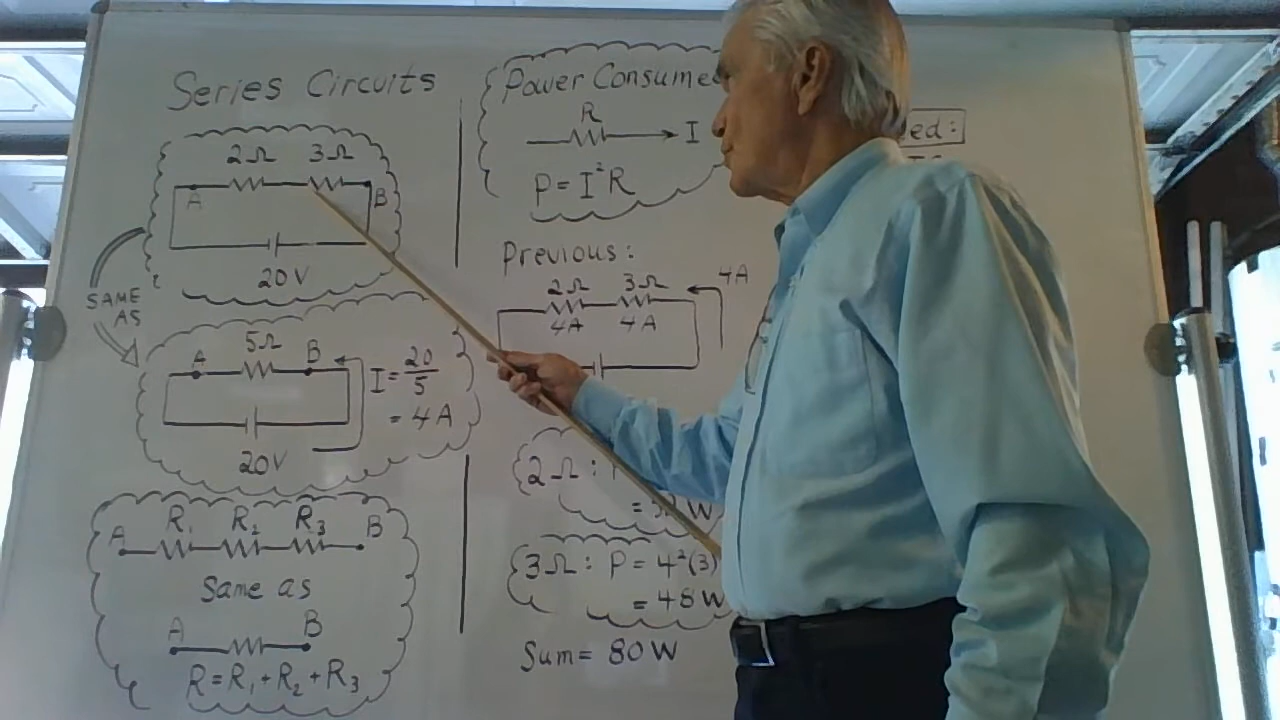 Series Circuits
2Ω 3Ω
A B
20V
SAME
AS
5Ω
A B
I = 20/5
= 4A
20V
R₁ R₂ R₃
A B
Same as
A B
R = R₁ + R₂ + R₃
Power Consume
R
I
P = I²R
Previous:
2Ω 3Ω 4A
4A 4A
2Ω :
W
3Ω : P = 4²(3)
= 48W
Sum = 80W
ed: